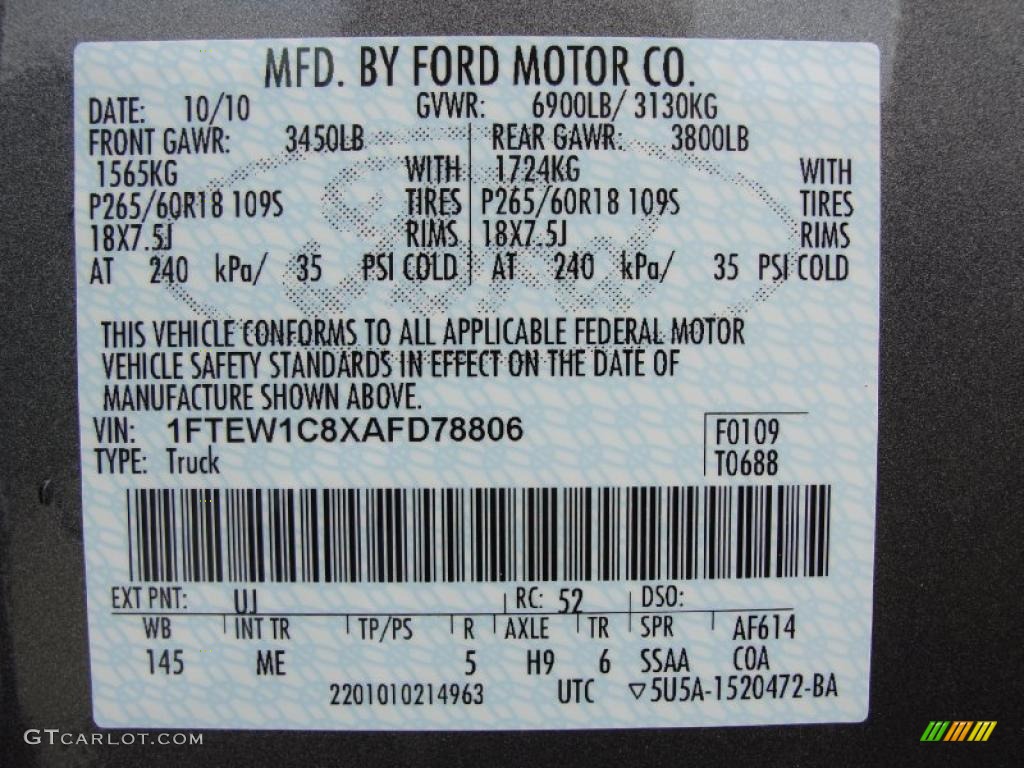 MFD. BY FORD MOTOR CO.
DATE: 10/10 GVWR: 6900LB/ 3130KG
FRONT GAWR: 3450LB REAR GAWR: 3800LB
1565KG WITH 1724KG WITH
P265/60R18 109S TIRES P265/60R18 109S TIRES
18X7.5J RIMS 18X7.5J RIMS
AT 240 kPa/ 35 PSI COLD AT 240 kPa/ 35 PSI COLD
THIS VEHICLE CONFORMS TO ALL APPLICABLE FEDERAL MOTOR
VEHICLE SAFETY STANDARDS IN EFFECT ON THE DATE OF
MANUFACTURE SHOWN ABOVE.
VIN: 1FTEW1C8XAFD78806 F0109
TYPE: Truck T0688
EXT PNT: UJ RC: 52 DSO:
WB INT TR TP/PS R AXLE TR SPR AF614
145 ME 5 H9 6 SSAA COA
2201010214963 UTC ▽5U5A-1520472-BA
GTCARLOT.COM